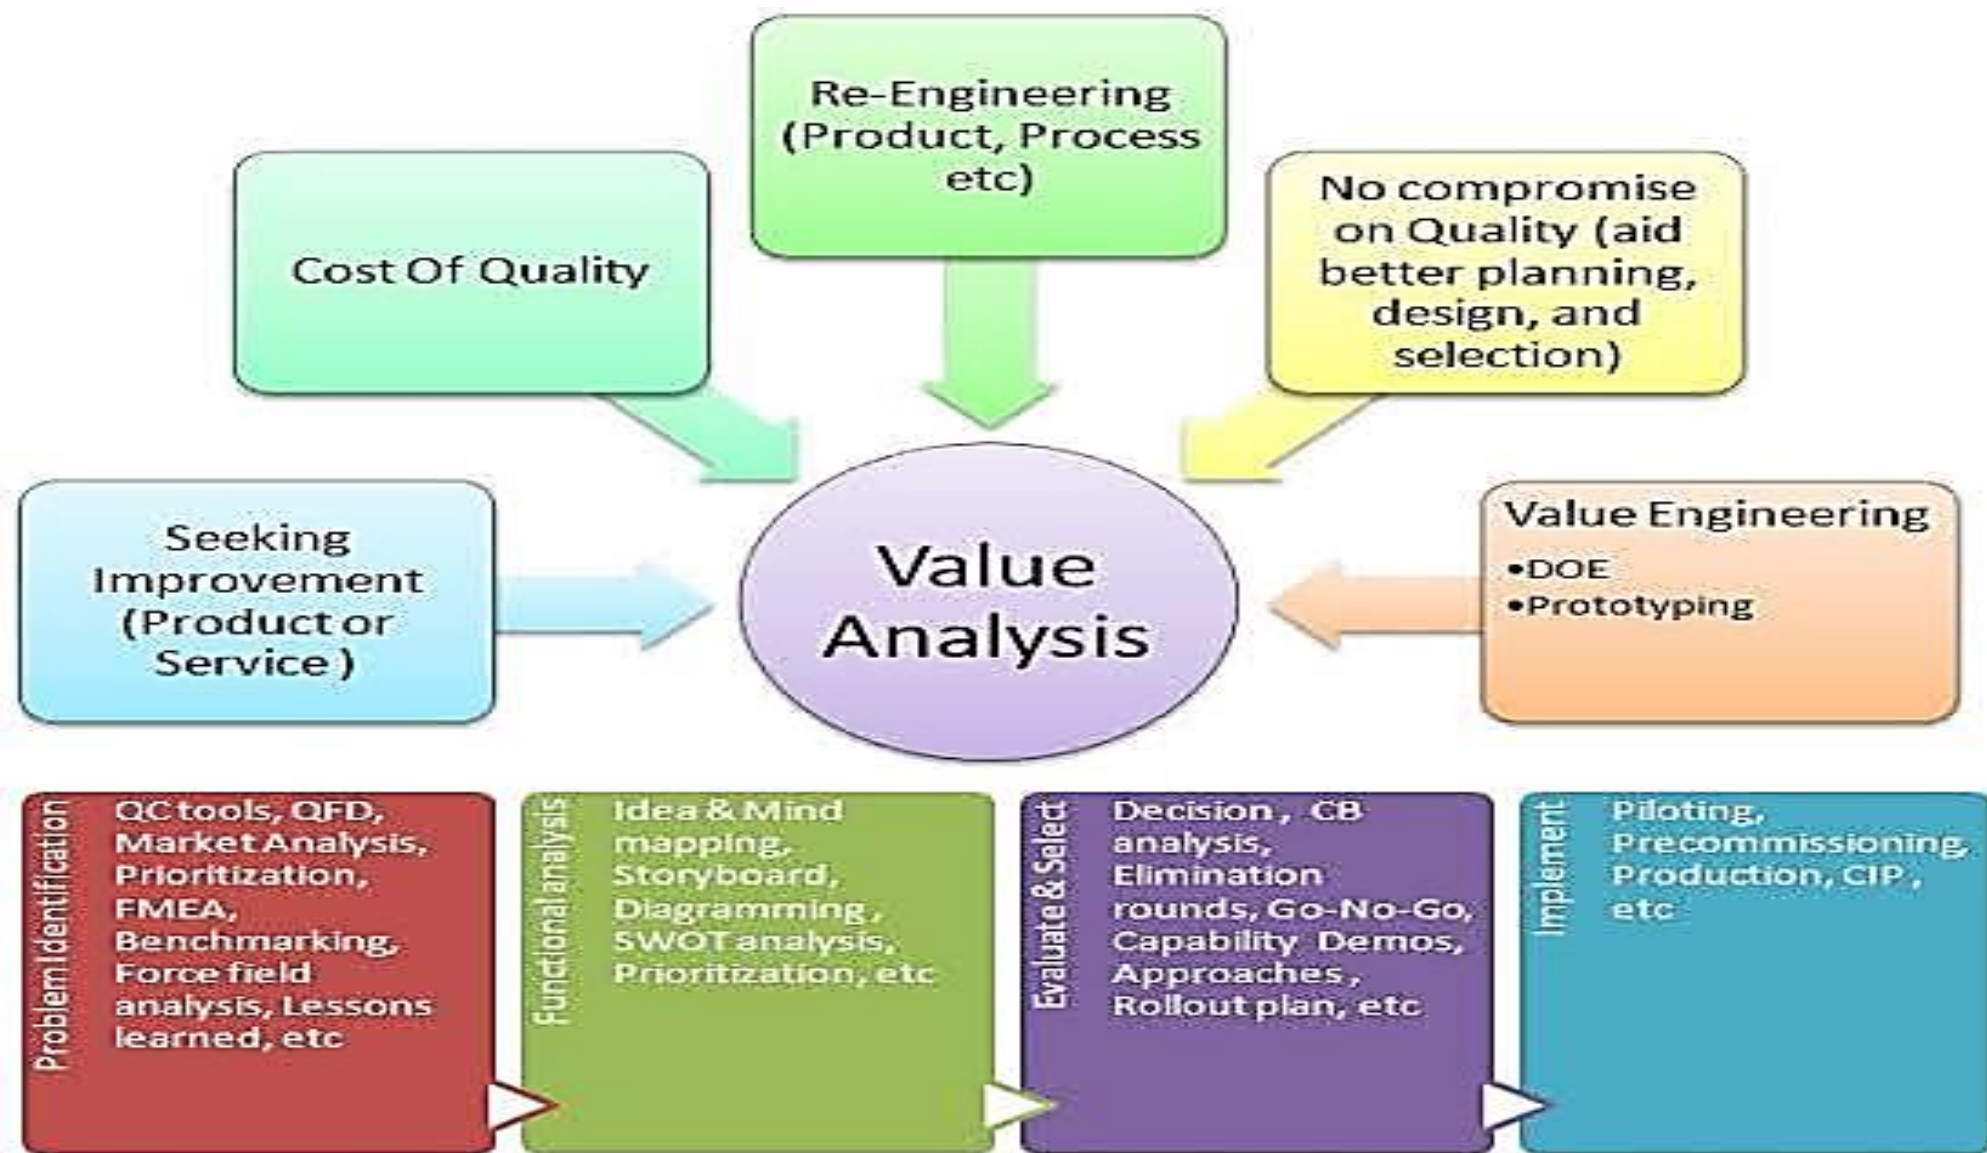 Re-Engineering
(Product, Process
etc)
Cost Of Quality
No compromise
on Quality (aid
better planning,
design, and
selection)
Seeking
Improvement
(Product or
Service)
Value
Analysis
Value Engineering
•DOE
•Prototyping
Problem Identification
QC tools, QFD,
Market Analysis,
Prioritization,
FMEA,
Benchmarking,
Force field
analysis, Lessons
learned, etc
Functional analysis
Idea & Mind
mapping,
Storyboard,
Diagramming,
SWOT analysis,
Prioritization, etc
Evaluate & Select
Decision, CB
analysis,
Elimination
rounds, Go-No-Go,
Capability Demos,
Approaches,
Rollout plan, etc
Implement
Piloting,
Precommissioning,
Production, CIP,
etc